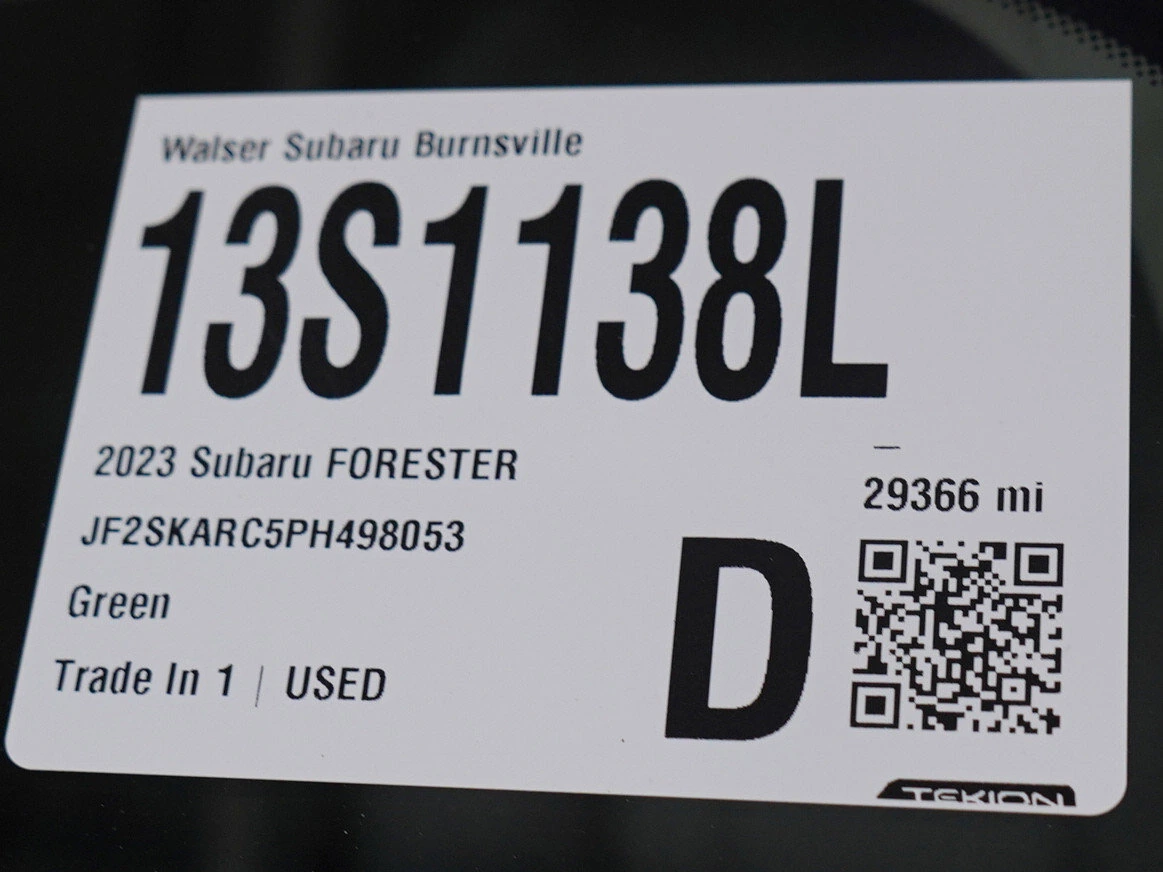 Walser Subaru Burnsville
13S1138L
2023 Subaru FORESTER
—
29366 mi
JF2SKARC5PH498053
Green
D
Trade In 1 | USED
TEKION